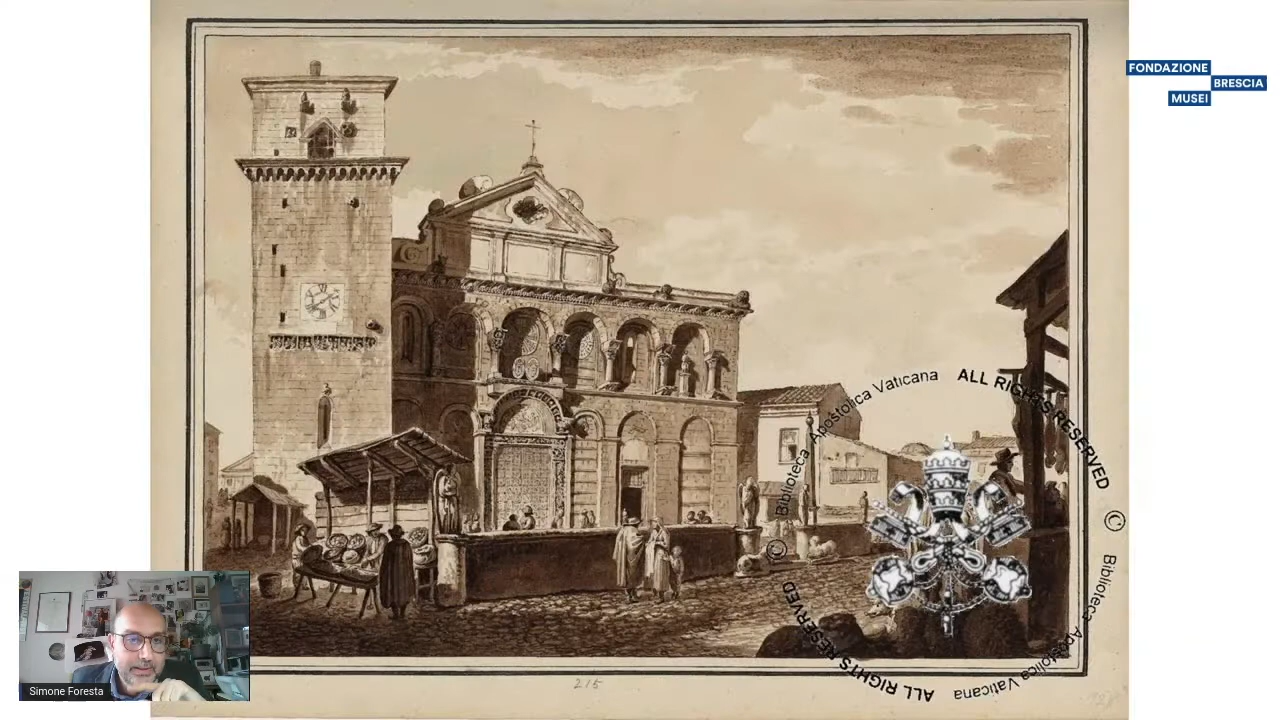 FONDAZIONE
BRESCIA
MUSEI
© Biblioteca Apostolica Vaticana
ALL RIGHTS RESERVED
© Biblioteca Apostolica Vaticana
ALL RIGHTS RESERVED
Simone Foresta
215